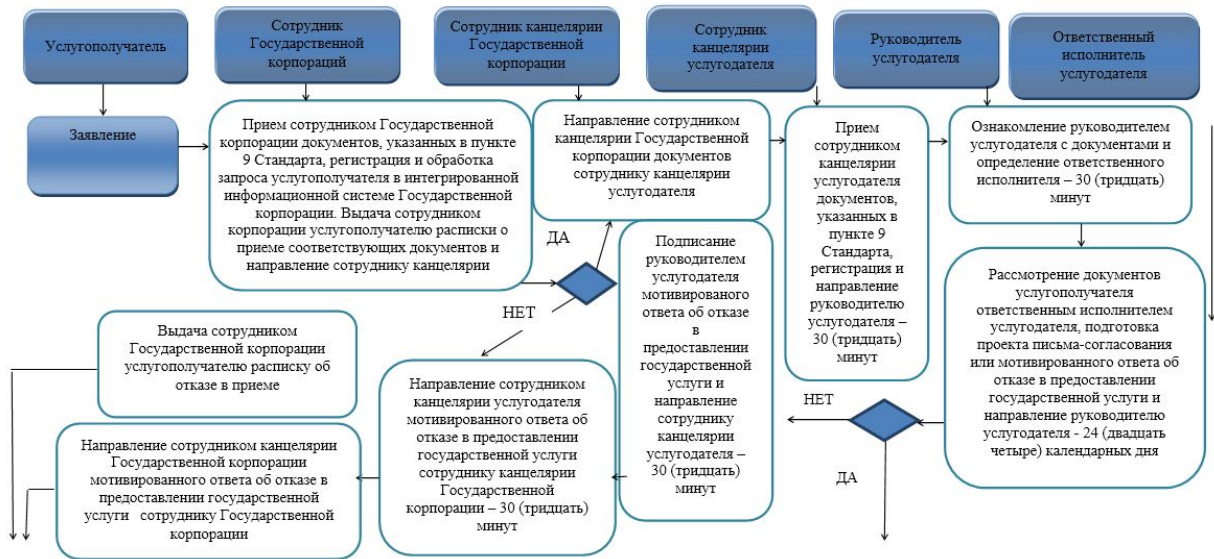 Услугополучатель
Сотрудник
Государственной
корпораций
Сотрудник канцелярии
Государственной
корпорации
Сотрудник
канцелярии
услугодателя
Руководитель
услугодателя
Ответственный
исполнитель
услугодателя
Заявление
Прием сотрудником Государственной
корпорации документов, указанных в пункте
9 Стандарта, регистрация и обработка
запроса услугополучателя в интегрированной
информационной системе Государственной
корпорации. Выдача сотрудником
корпорации услугополучателю расписки о
приеме соответствующих документов и
направление сотруднику канцелярии
Направление сотрудником
канцелярии Государственной
корпорации документов
сотруднику канцелярии
услугодателя
Прием
сотрудником
канцелярии
услугодателя
документов,
указанных в
пункте 9
Стандарта,
регистрация и
направление
руководителю
услугодателя –
30 (тридцать)
минут
Ознакомление руководителем
услугодателя с документами и
определение ответственного
исполнителя – 30 (тридцать)
минут
ДА
НЕТ
Подписание
руководителем
услугодателя
мотивированого
ответа об отказе
в
предоставлении
государственной
услуги и
направление
сотруднику
канцелярии
услугодателя –
30 (тридцать)
минут
Рассмотрение документов
услугополучателя
ответственным исполнителем
услугодателя, подготовка
проекта письма-согласования
или мотивированного ответа об
отказе в предоставлении
государственной услуги и
направление руководителю
услугодателя - 24 (двадцать
четыре) календарных дня
НЕТ
ДА
Выдача сотрудником
Государственной корпорации
услугополучателю расписку об
отказе в приеме
Направление сотрудником
канцелярии услугодателя
мотивированного ответа об
отказе в предоставлении
государственной услуги
сотруднику канцелярии
Государственной
корпорации – 30 (тридцать)
минут
Направление сотрудником канцелярии
Государственной корпорации
мотивированного ответа об отказе в
предоставлении государственной
услуги сотруднику Государственной
корпорации